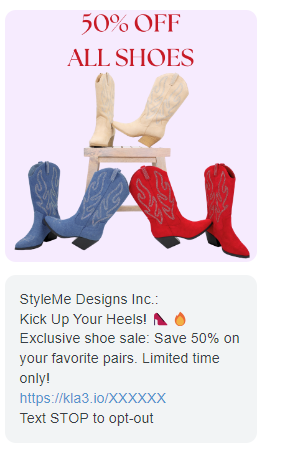 50% OFF
ALL SHOES
StyleMe Designs Inc.:
Kick Up Your Heels! 👠 🔥
Exclusive shoe sale: Save 50% on
your favorite pairs. Limited time
only!
https://kla3.io/XXXXXX
Text STOP to opt-out